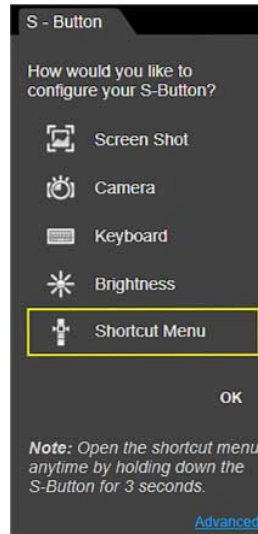 S - Button
How would you like to
configure your S-Button?
Screen Shot
Camera
Keyboard
Brightness
Shortcut Menu
OK
Note: Open the shortcut menu
anytime by holding down the
S-Button for 3 seconds.
Advanced